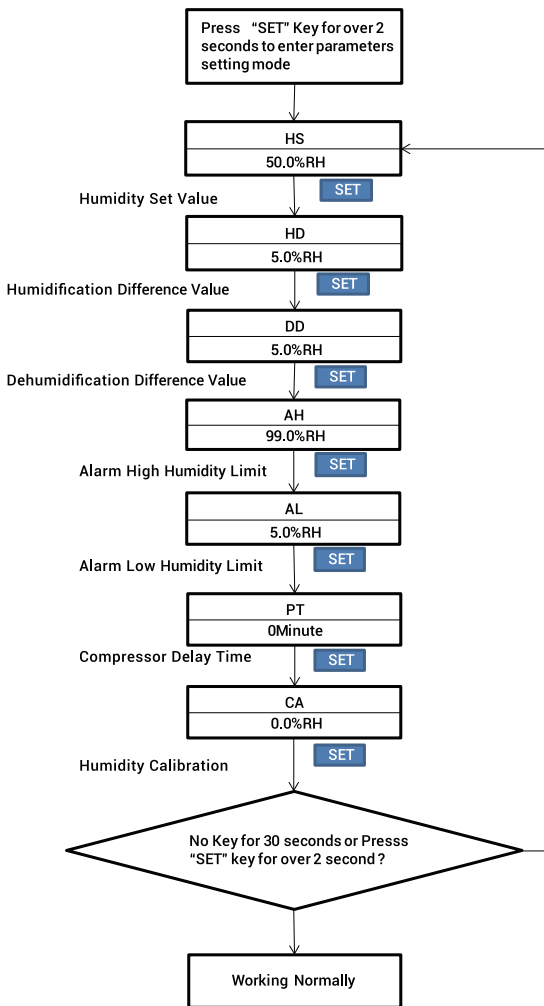 Press "SET" Key for over 2
seconds to enter parameters
setting mode
HS
50.0%RH
SET
Humidity Set Value
HD
5.0%RH
SET
Humidification Difference Value
DD
5.0%RH
SET
Dehumidification Difference Value
AH
99.0%RH
SET
Alarm High Humidity Limit
AL
5.0%RH
SET
Alarm Low Humidity Limit
PT
0Minute
SET
Compressor Delay Time
CA
0.0%RH
SET
Humidity Calibration
No Key for 30 seconds or Presss
“SET” key for over 2 second ?
Working Normally